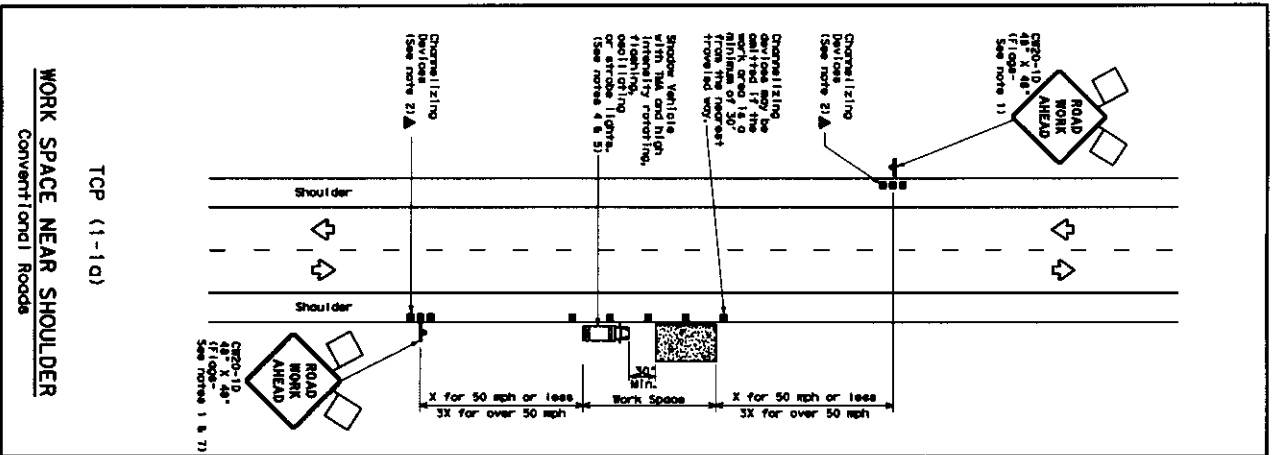 CW20-1D
48" X 48"
(Flags-
See note 1)
ROAD
WORK
AHEAD
Channelizing
Devices
(See note 2)▲
Channelizing
devices may be
omitted if the
work area is a
minimum of 30'
from the nearest
traveled way.
Shadow Vehicle
with TMA and high
intensity rotating,
flashing,
oscillating
or strobe lights.
(See notes 4 & 5)
Channelizing
Devices
(See note 2)▲
Shoulder
Shoulder
30'
Min.
Work Space
X for 50 mph or less
3X for over 50 mph
X for 50 mph or less
3X for over 50 mph
ROAD
WORK
AHEAD
CW20-1D
48" X 48"
(Flags-
See notes 1 & 7)
TCP (1-1a)
WORK SPACE NEAR SHOULDER
Conventional Roads